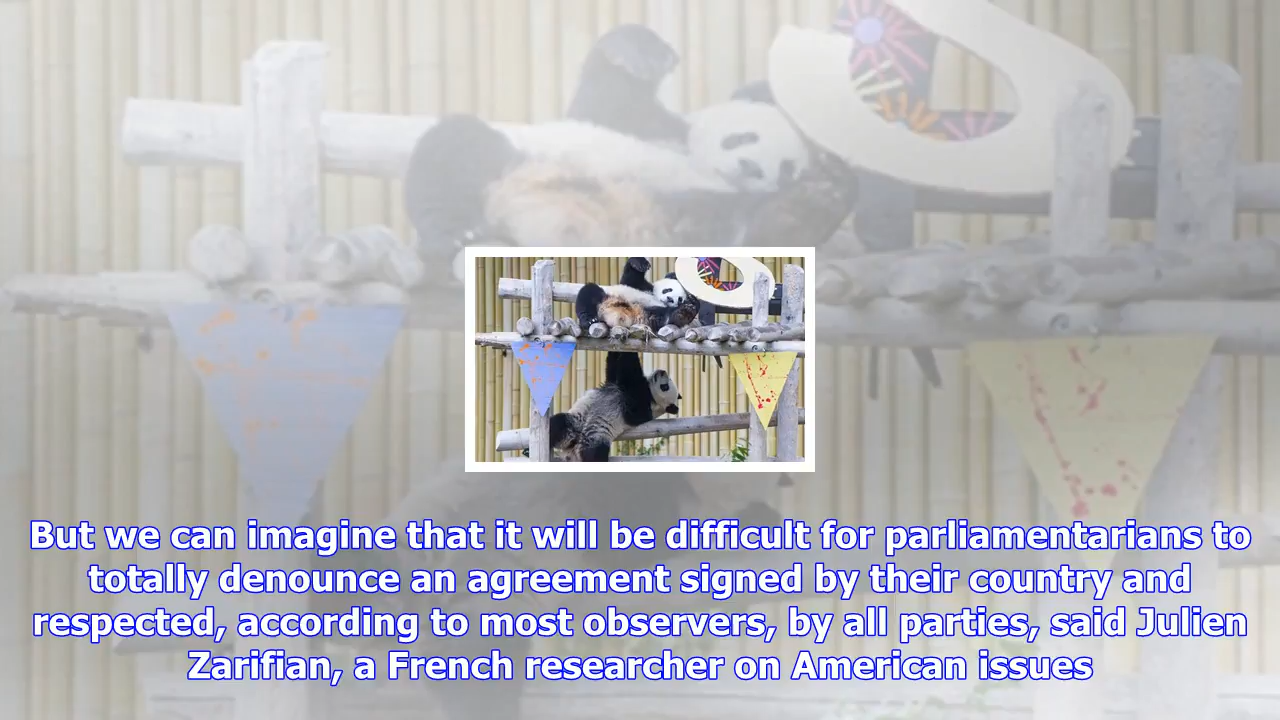 But we can imagine that it will be difficult for parliamentarians to
totally denounce an agreement signed by their country and
respected, according to most observers, by all parties, said Julien
Zarifian, a French researcher on American issues